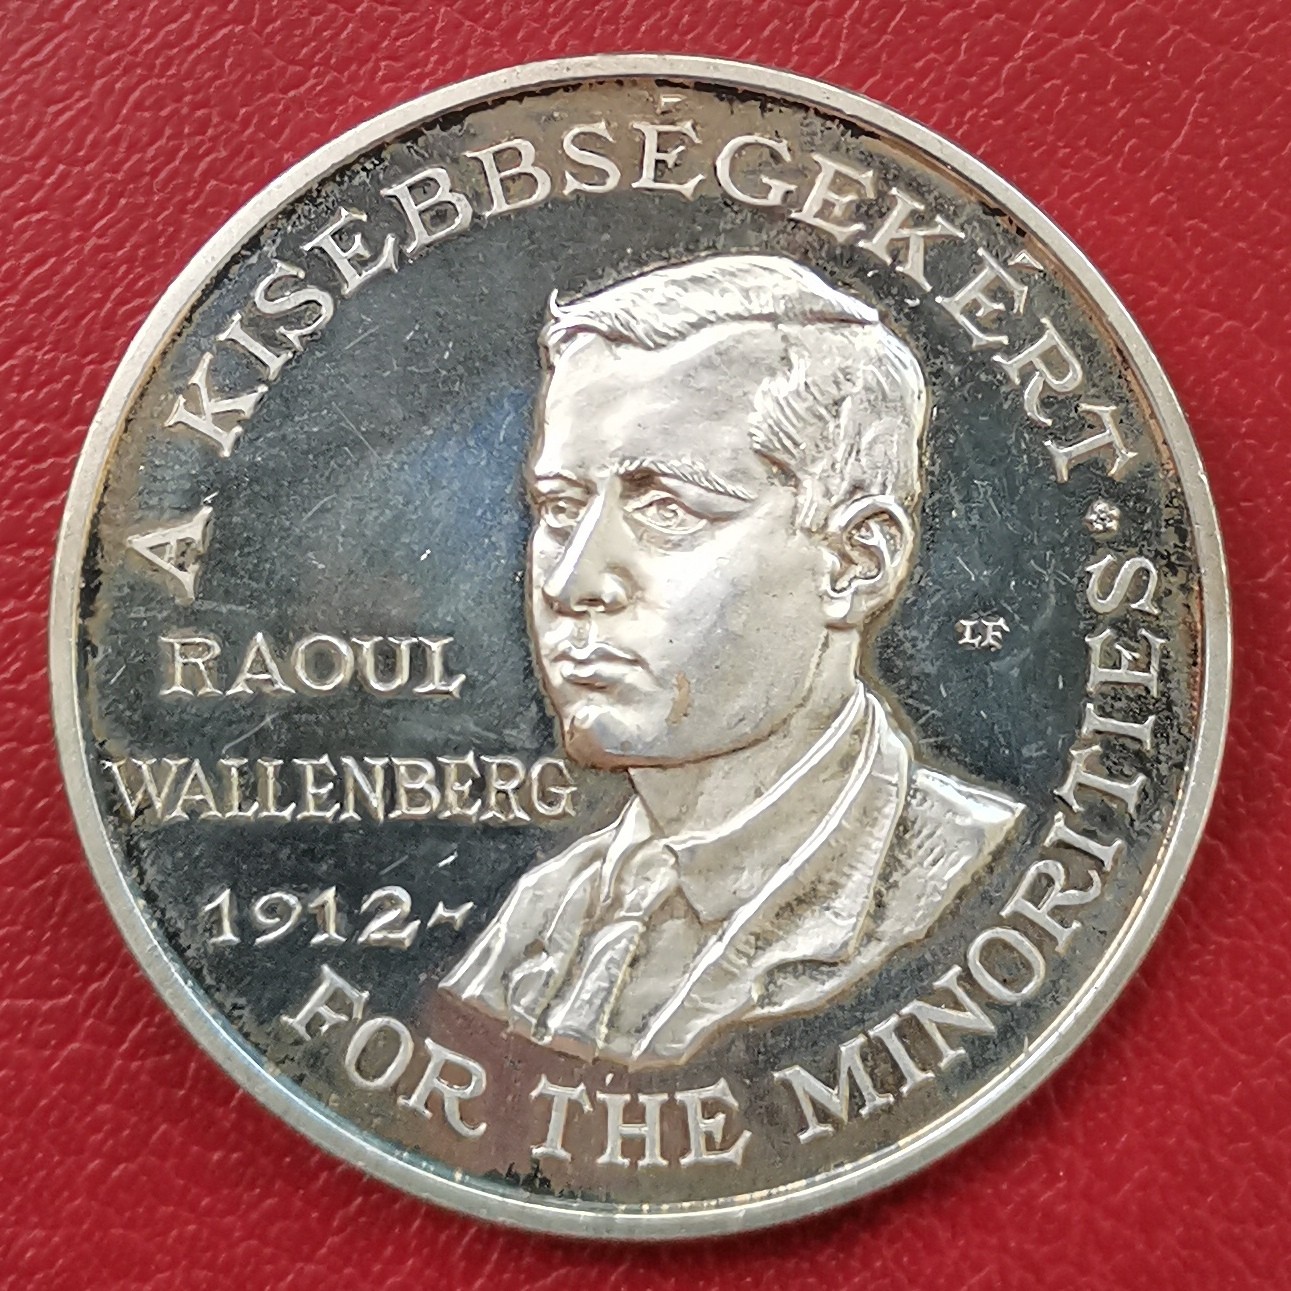 A KISEBBSÉGEKÉRT
RAOUL
WALLENBERG
1912~
LF
FOR THE MINORITIES